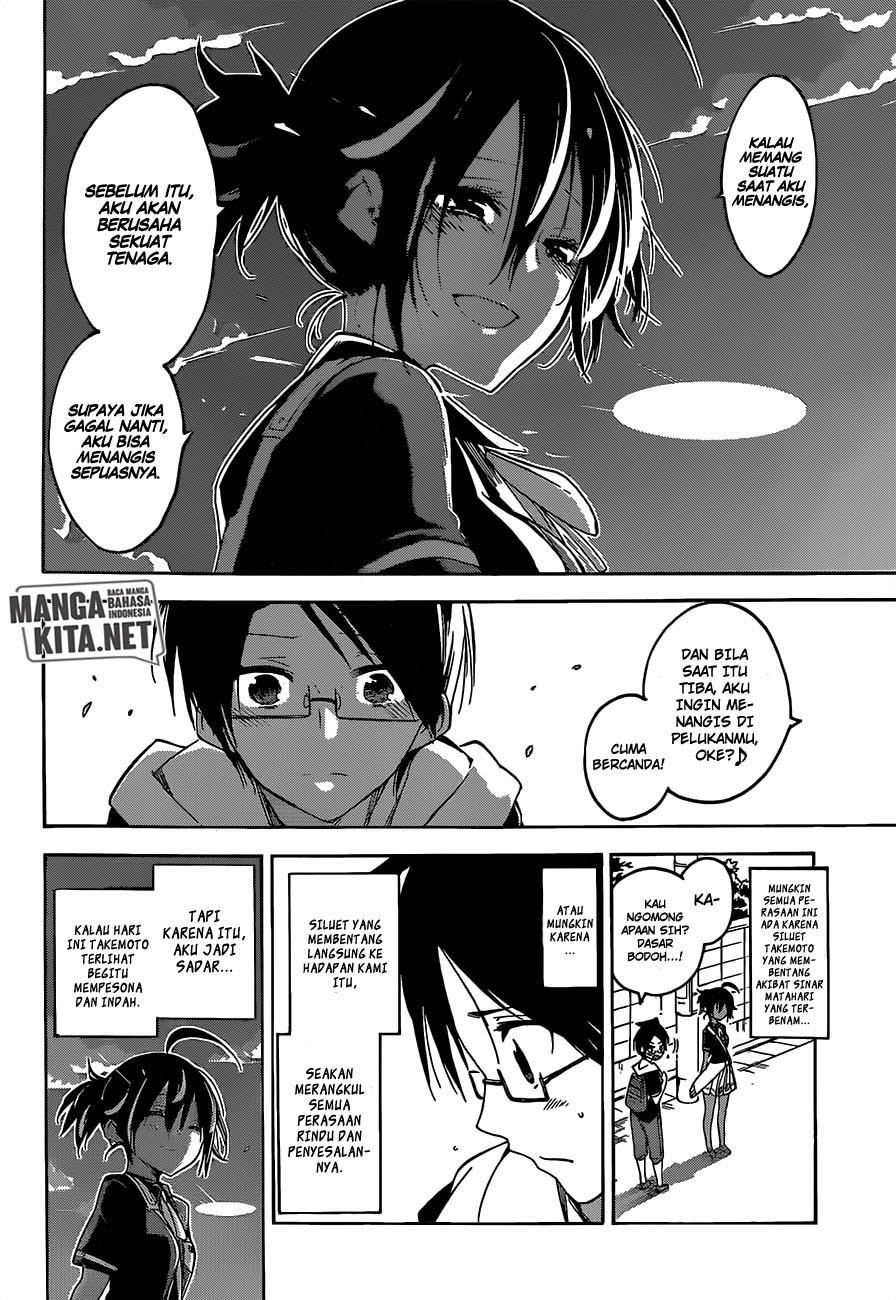 KALAU
MEMANG
SUATU
SAAT AKU
MENANGIS,
SEBELUM ITU,
AKU AKAN
BERUSAHA
SEKUAT
TENAGA.
SUPAYA JIKA
GAGAL NANTI,
AKU BISA
MENANGIS
SEPUASNYA.
MANGA
KITA.NET
BACA MANGA
BAHASA
INDONESIA
DAN BILA
SAAT ITU
TIBA, AKU
INGIN ME-
NANGIS DI
PELUKANMU,
OKE?♪
CUMA
BERCANDA!
MUNGKIN
SEMUA PE-
RASAAN INI
ADA KARENA
SILUET
TAKEMOTO
YANG MEM-
BENTANG
AKIBAT SINAR
MATAHARI
YANG TER-
BENAM...
KA-
KAU
NGOMONG
APAAN SIH?
DASAR
BODOH...!
ATAU
MUNGKIN
KARENA
...
SILUET YANG
MEMBENTANG
LANGSUNG KE
HADAPAN KAMI
ITU,
SEAKAN
MERANGKUL
SEMUA
PERASAAN
RINDU DAN
PENYESALAN-
NYA.
TAPI
KARENA ITU,
AKU JADI
SADAR...
KALAU HARI
INI TAKEMOTO
TERLIHAT
BEGITU
MEMPESONA
DAN INDAH.